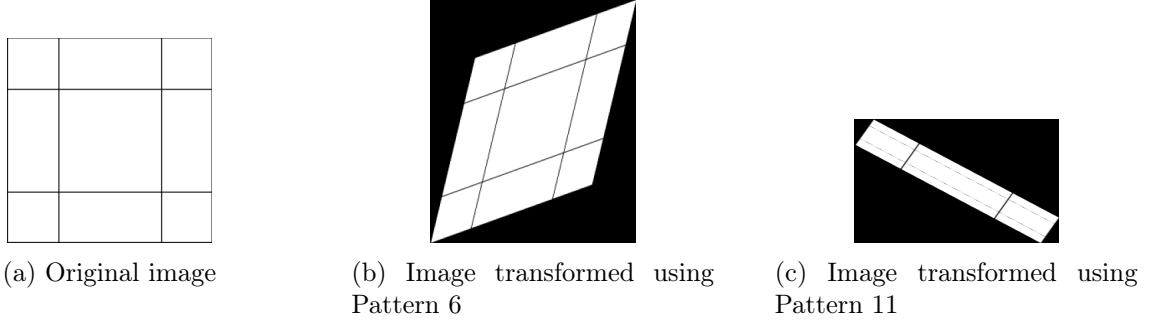 (a) Original image
(b) Image transformed using
Pattern 6
(c) Image transformed using
Pattern 11